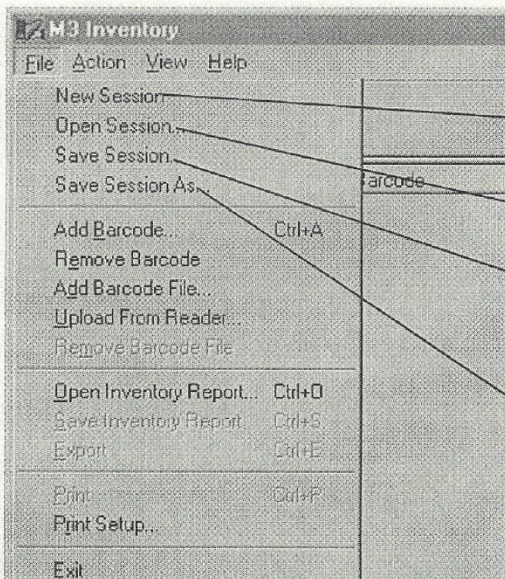 M3 Inventory
File Action View Help
New Session
Open Session...
Save Session...
Save Session As...
arcode
Add Barcode... Ctrl+A
Remove Barcode
Add Barcode File...
Upload From Reader...
Remove Barcode File
Open Inventory Report... Ctrl+O
Save Inventory Report Ctrl+S
Export Ctrl+E
Print Ctrl+P
Print Setup...
Exit